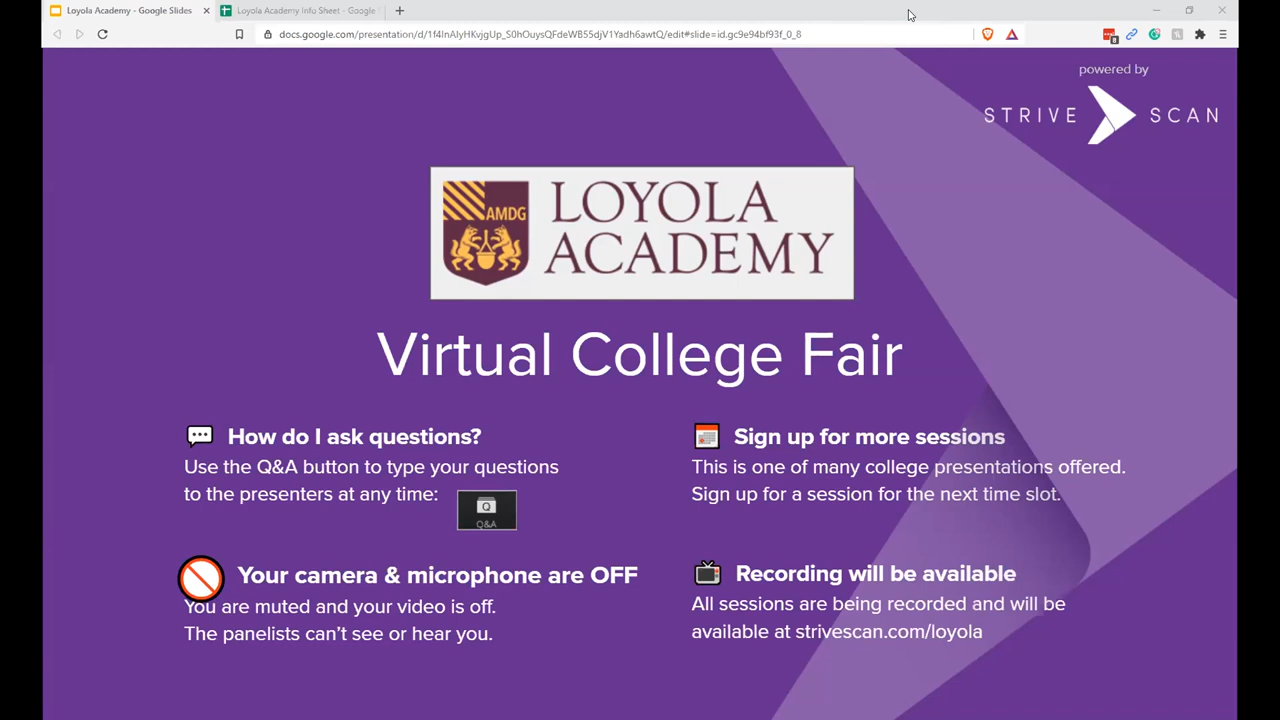 Loyola Academy - Google Slides
Loyola Academy Info Sheet - Google
docs.google.com/presentation/d/1f4InAIyHKvjgUp_S0hOuysQFdeWB55djV1Yadh6awtQ/edit#slide=id.gc9e94bf93f_0_8
8
powered by
STRIVE SCAN
AMDG
LOYOLA
ACADEMY
Virtual College Fair
How do I ask questions?
Use the Q&A button to type your questions
to the presenters at any time:
Q
Q&A
Your camera & microphone are OFF
You are muted and your video is off.
The panelists can't see or hear you.
Sign up for more sessions
This is one of many college presentations offered.
Sign up for a session for the next time slot.
Recording will be available
All sessions are being recorded and will be
available at strivescan.com/loyola